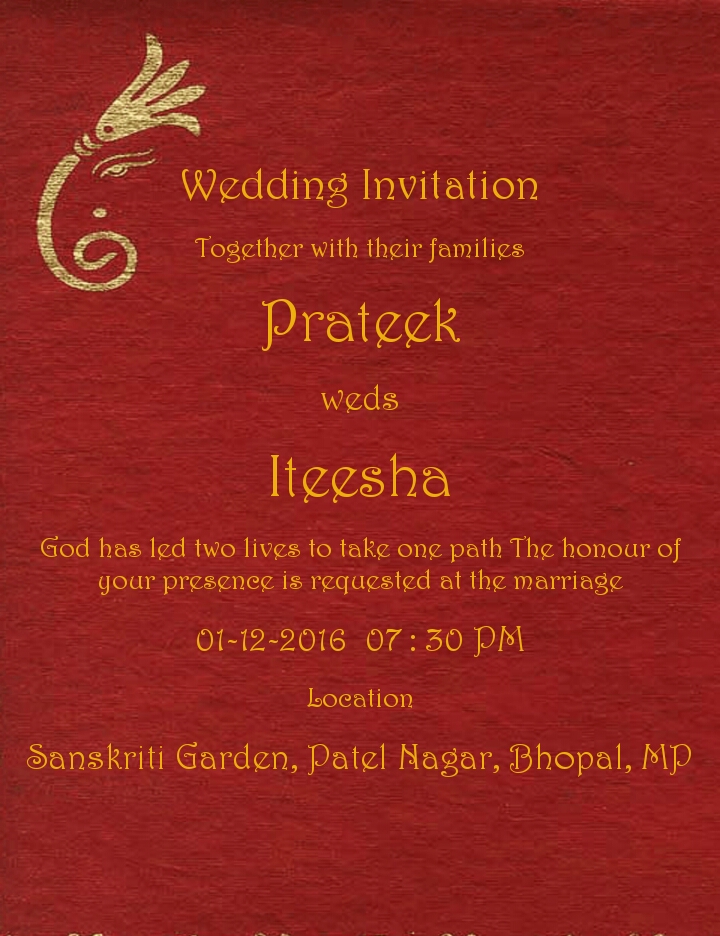 Wedding Invitation
Together with their families
Prateek
weds
Iteesha
God has led two lives to take one path The honour of
your presence is requested at the marriage
01-12-2016 07:30 PM
Location
Sanskriti Garden, Patel Nagar, Bhopal, MP